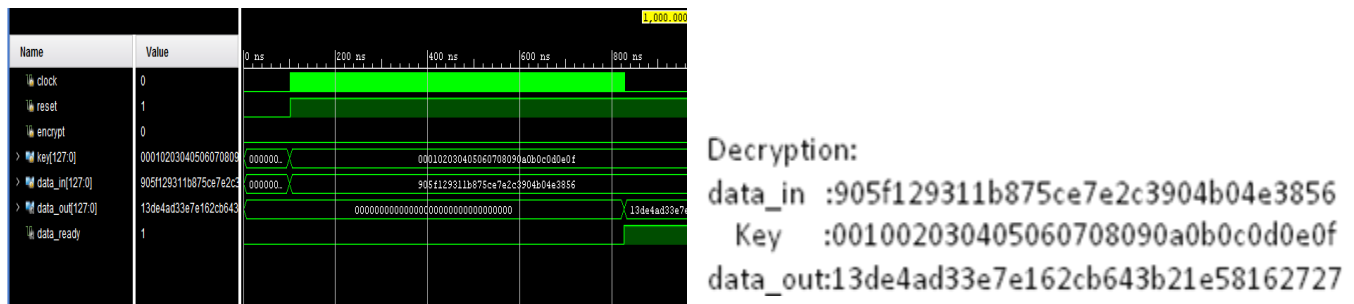 1,000.000
Name Value 0 ns 200 ns 400 ns 600 ns 800 ns
clock 0
reset 1
encrypt 0
key[127:0] 00010203040506070809 000000... 000102030405060708090a0b0c0d0e0f
data_in[127:0] 905f129311b875ce7e2c3 000000... 905f129311b875ce7e2c3904b04e3856
data_out[127:0] 13de4ad33e7e162cb643 00000000000000000000000000000000 13de4ad33e7e
data_ready 1
Decryption:
data_in :905f129311b875ce7e2c3904b04e3856
Key :001002030405060708090a0b0c0d0e0f
data_out:13de4ad33e7e162cb643b21e58162727